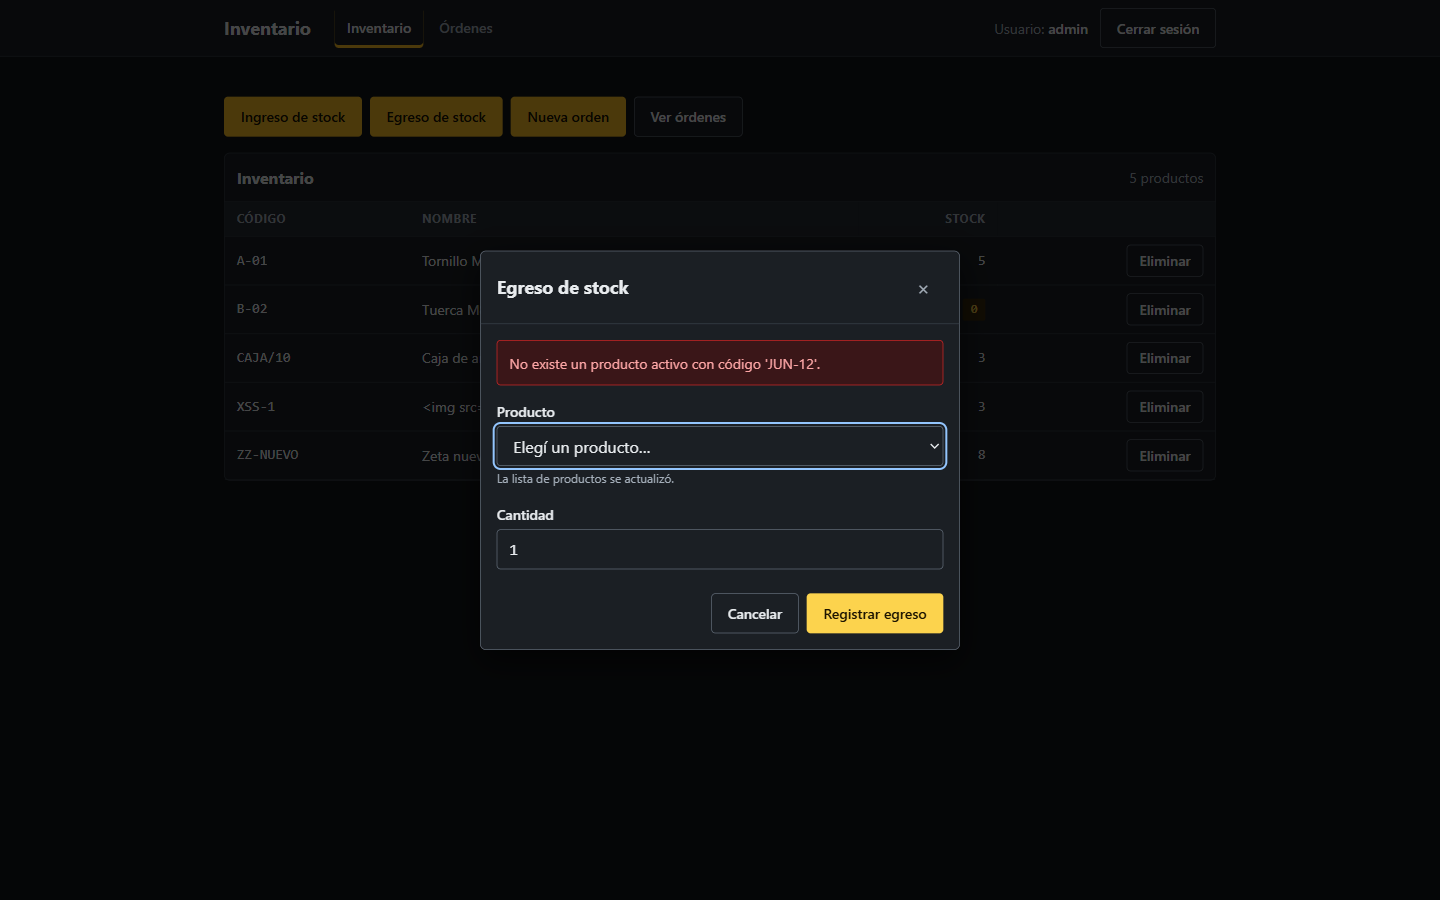 Inventario Inventario Órdenes Usuario: admin Cerrar sesión
Ingreso de stock Egreso de stock Nueva orden Ver órdenes
Inventario 5 productos
CÓDIGO NOMBRE STOCK
A-01 Tornillo M 5 Eliminar
B-02 Tuerca M 0 Eliminar
CAJA/10 Caja de a 3 Eliminar
XSS-1 <img src= 3 Eliminar
ZZ-NUEVO Zeta nuev 8 Eliminar
Egreso de stock ×
No existe un producto activo con código 'JUN-12'.
Producto
Elegí un producto...
La lista de productos se actualizó.
Cantidad
1
Cancelar Registrar egreso